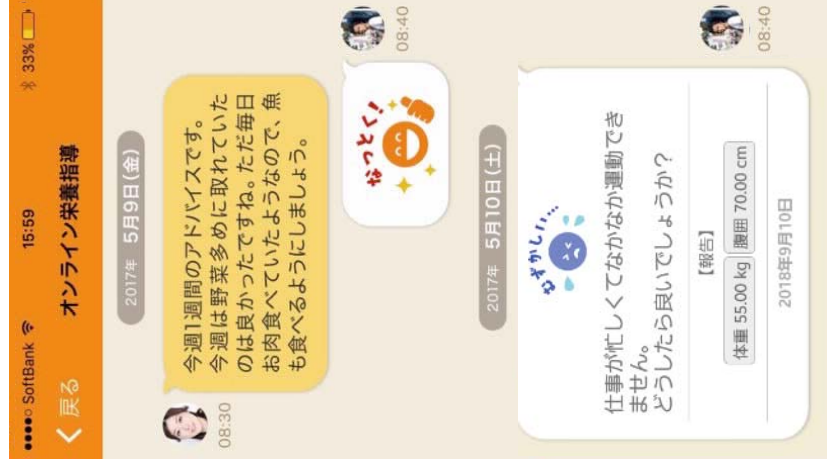 ●●●●○ SoftBank 15:59 33%
戻る オンライン栄養指導
2017年 5月9日(金)
今週1週間のアドバイスです。
今週は野菜多めに取れていた
のは良かったですね。ただ毎日
お肉食べていたようなので、魚
も食べるようにしましょう。
08:30
なっとく!
08:40
2017年 5月10日(土)
むずかしい…
仕事が忙しくてなかなか運動でき
ません。
どうしたら良いでしょうか?
【報告】
体重 55.00 kg 腹囲 70.00 cm
2018年9月10日
08:40